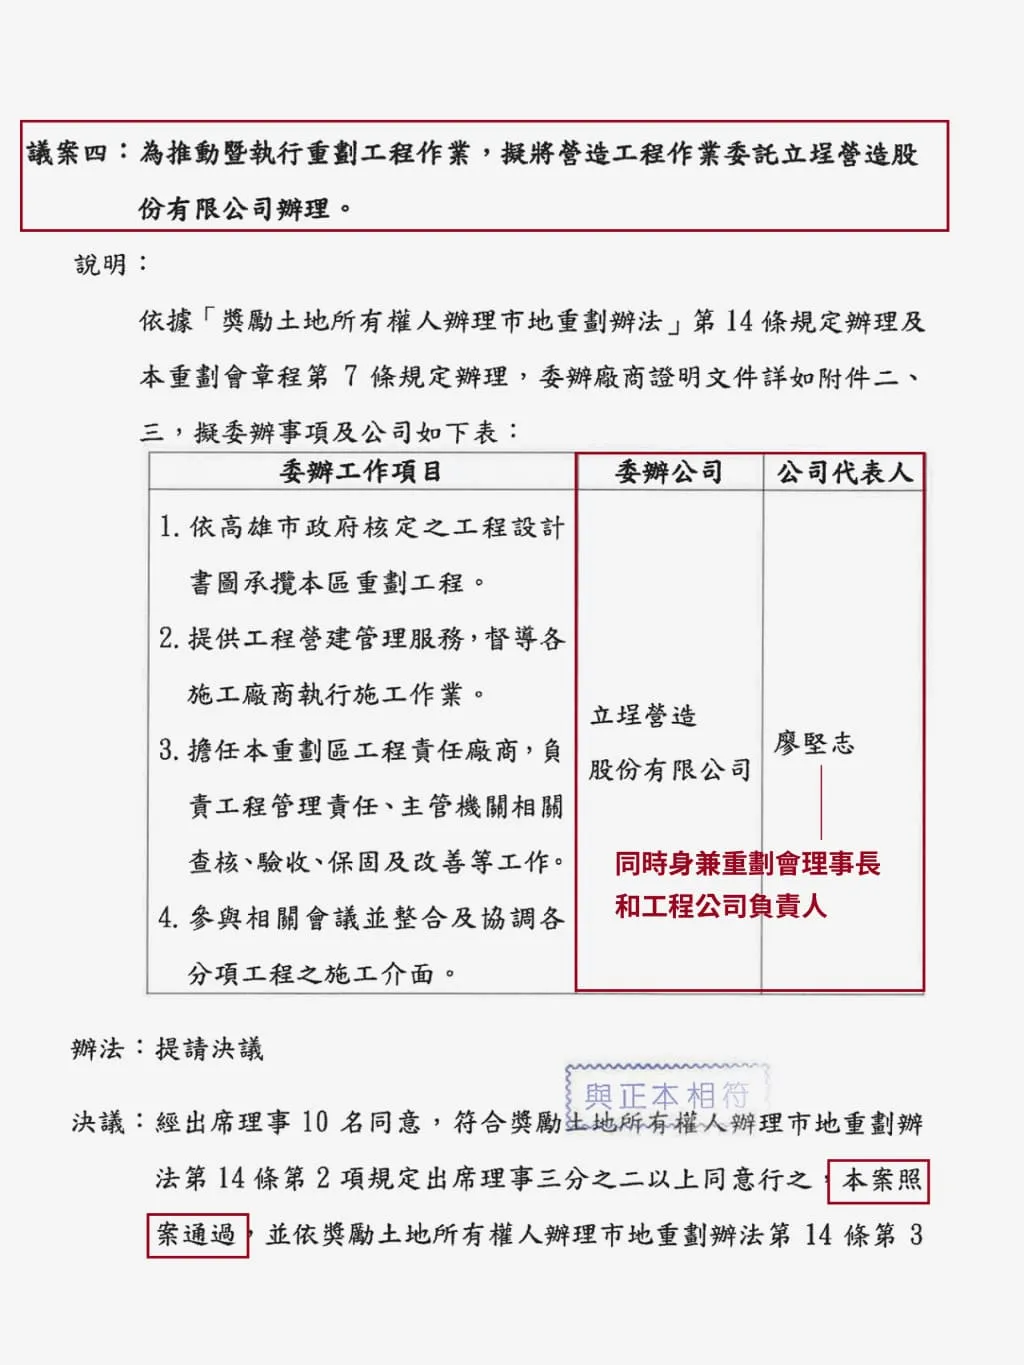 議案四：為推動暨執行重劃工程作業，擬將營造工程作業委託立埕營造股
份有限公司辦理。
說明：
依據「獎勵土地所有權人辦理市地重劃辦法」第 14 條規定辦理及
本重劃會章程第 7 條規定辦理，委辦廠商證明文件詳如附件二、
三，擬委辦事項及公司如下表：
委辦工作項目 委辦公司 公司代表人
1. 依高雄市政府核定之工程設計
書圖承攬本區重劃工程。
2. 提供工程營建管理服務，督導各
施工廠商執行施工作業。
3. 擔任本重劃區工程責任廠商，負
責工程管理責任、主管機關相關
查核、驗收、保固及改善等工作。
4. 參與相關會議並整合及協調各
分項工程之施工介面。
立埕營造
股份有限公司
廖堅志
同時身兼重劃會理事長
和工程公司負責人
辦法：提請決議
與正本相符
決議：經出席理事 10 名同意，符合獎勵土地所有權人辦理市地重劃辦
法第 14 條第 2 項規定出席理事三分之二以上同意行之，本案照
案通過，並依獎勵土地所有權人辦理市地重劃辦法第 14 條第 3